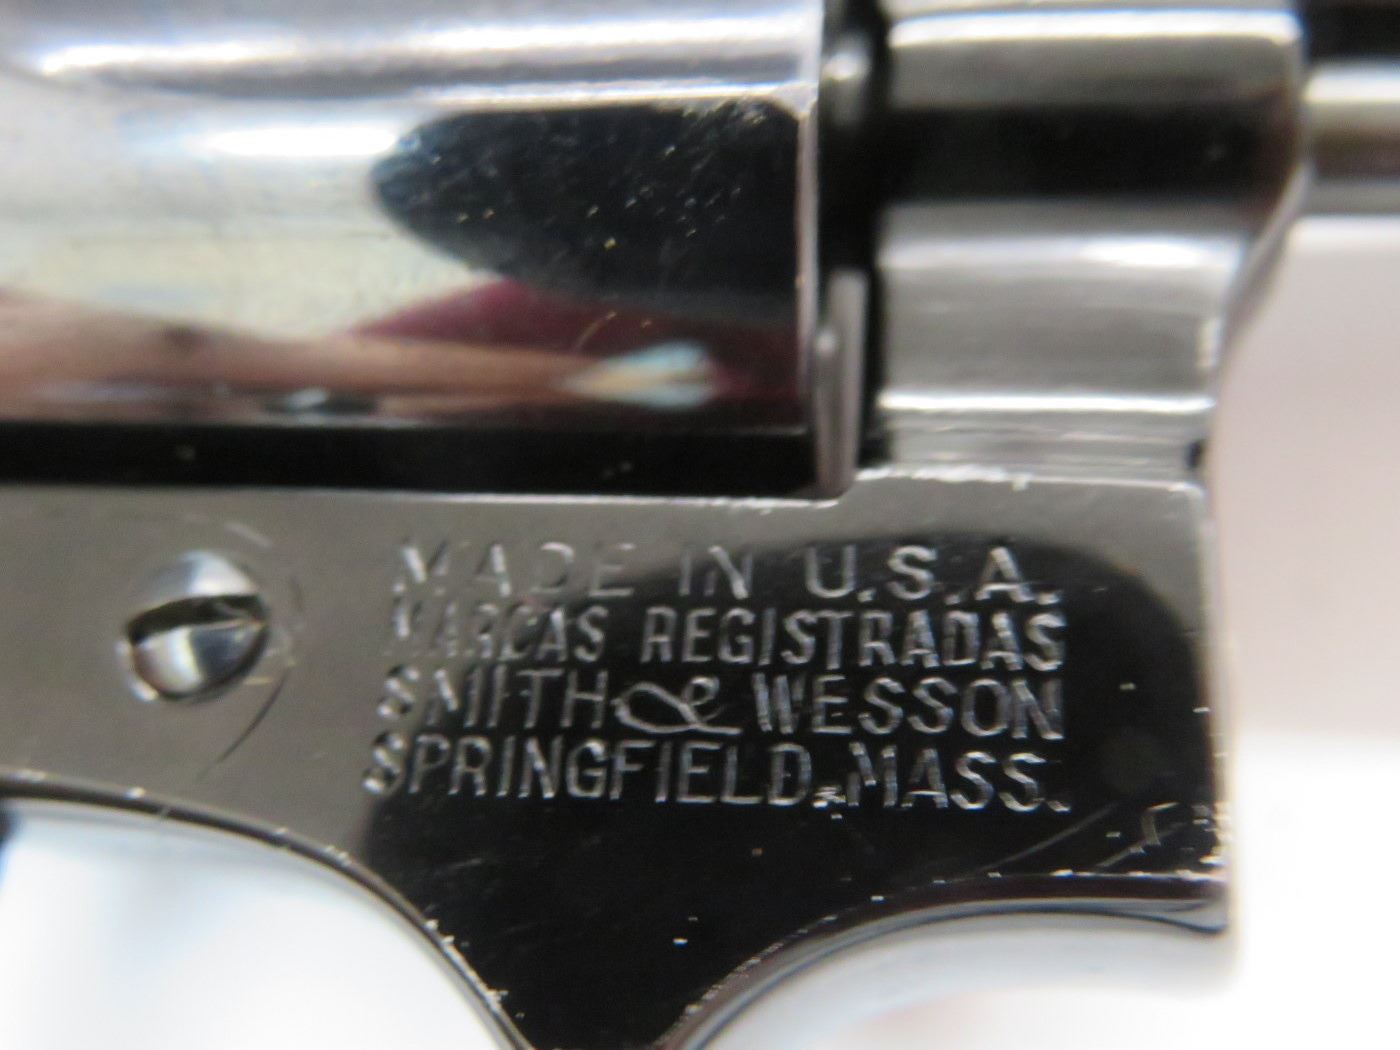 MADE IN U.S.A.
MARCAS REGISTRADAS
SMITH & WESSON
SPRINGFIELD, MASS.